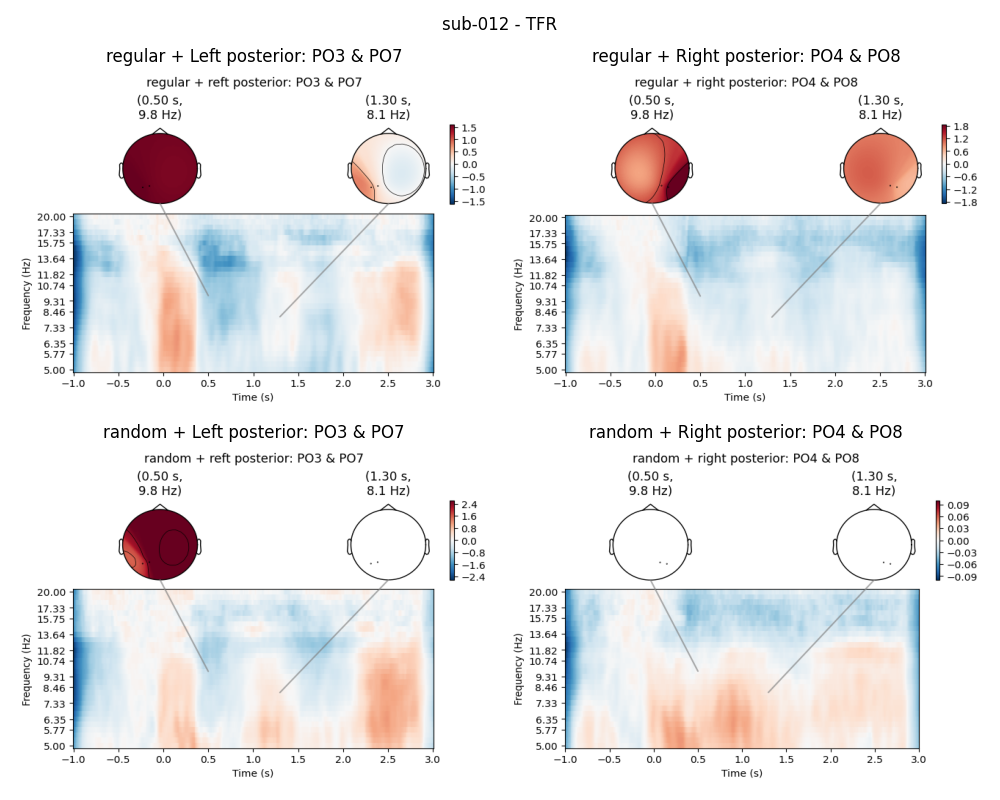 sub-012 - TFR
regular + Left posterior: PO3 & PO7
regular + reft posterior: PO3 & PO7
(0.50 s,
9.8 Hz)
(1.30 s,
8.1 Hz)
1.5
1.0
0.5
0.0
−0.5
−1.0
−1.5
20.00
17.33
15.75
13.64
11.82
10.74
9.31
8.46
7.33
6.35
5.77
5.00
Frequency (Hz)
−1.0 −0.5 0.0 0.5 1.0 1.5 2.0 2.5 3.0
Time (s)
regular + Right posterior: PO4 & PO8
regular + right posterior: PO4 & PO8
(0.50 s,
9.8 Hz)
(1.30 s,
8.1 Hz)
1.8
1.2
0.6
0.0
−0.6
−1.2
−1.8
20.00
17.33
15.75
13.64
11.82
10.74
9.31
8.46
7.33
6.35
5.77
5.00
Frequency (Hz)
−1.0 −0.5 0.0 0.5 1.0 1.5 2.0 2.5 3.0
Time (s)
random + Left posterior: PO3 & PO7
random + reft posterior: PO3 & PO7
(0.50 s,
9.8 Hz)
(1.30 s,
8.1 Hz)
2.4
1.6
0.8
0.0
−0.8
−1.6
−2.4
20.00
17.33
15.75
13.64
11.82
10.74
9.31
8.46
7.33
6.35
5.77
5.00
Frequency (Hz)
−1.0 −0.5 0.0 0.5 1.0 1.5 2.0 2.5 3.0
Time (s)
random + Right posterior: PO4 & PO8
random + right posterior: PO4 & PO8
(0.50 s,
9.8 Hz)
(1.30 s,
8.1 Hz)
0.09
0.06
0.03
0.00
−0.03
−0.06
−0.09
20.00
17.33
15.75
13.64
11.82
10.74
9.31
8.46
7.33
6.35
5.77
5.00
Frequency (Hz)
−1.0 −0.5 0.0 0.5 1.0 1.5 2.0 2.5 3.0
Time (s)